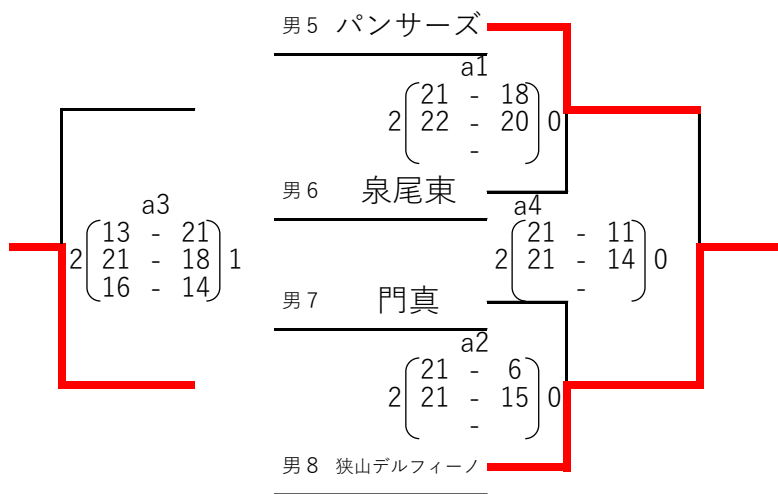 男5 パンサーズ
a1
21 - 18
2 22 - 20 0
-
男6 泉尾東
a3
13 - 21
2 21 - 18 1
16 - 14
a4
21 - 11
2 21 - 14 0
-
男7 門真
a2
21 - 6
2 21 - 15 0
-
男8 狭山デルフィーノ